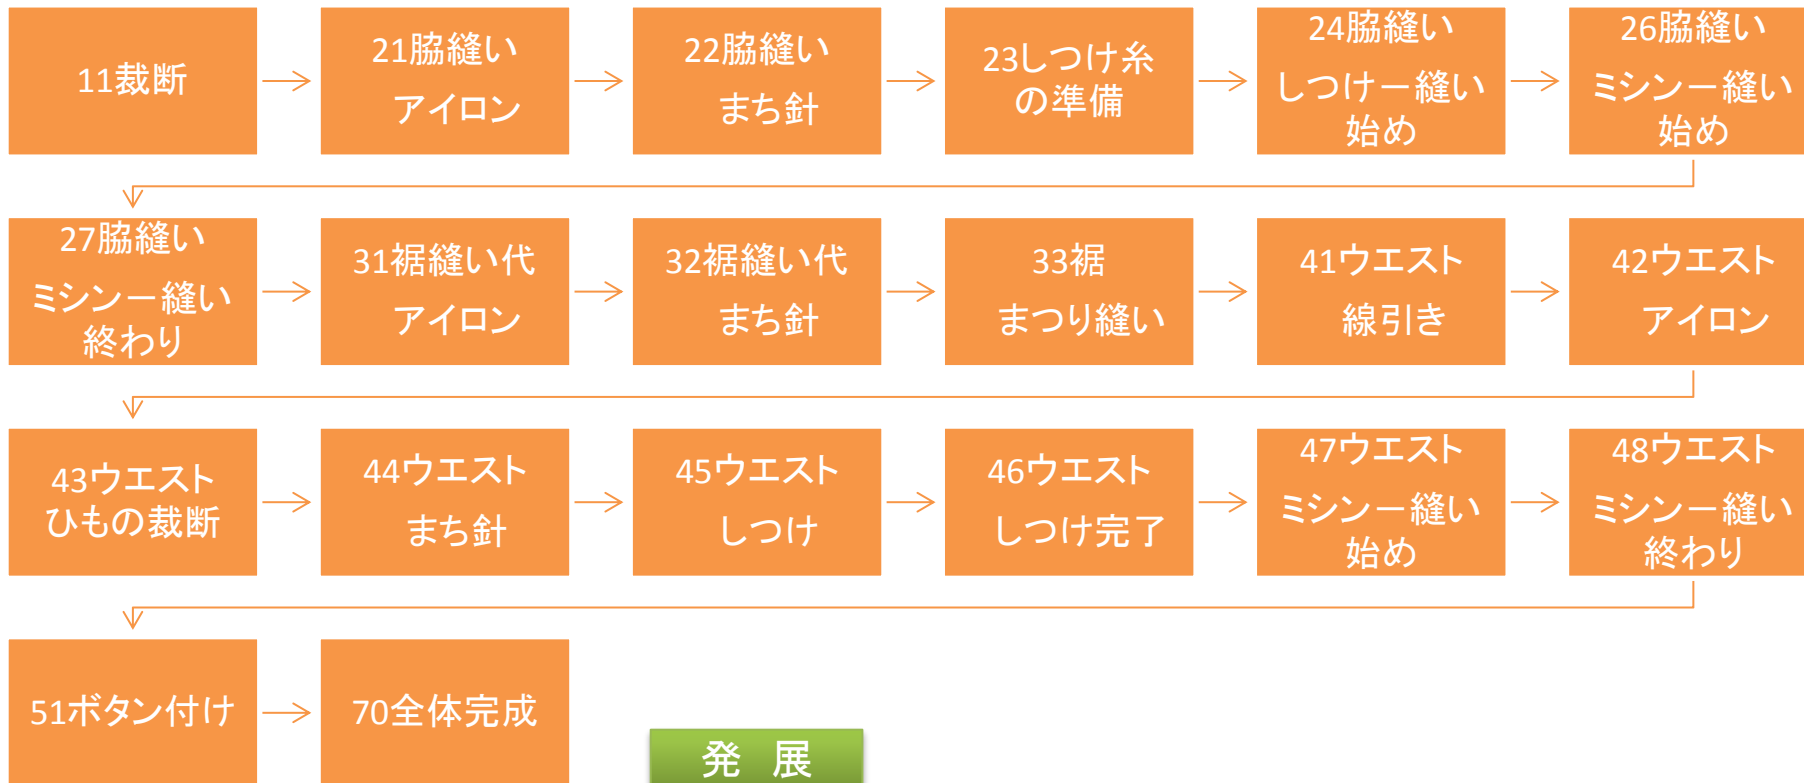 11裁断
21脇縫い
アイロン
22脇縫い
まち針
23しつけ糸
の準備
24脇縫い
しつけー縫い
始め
26脇縫い
ミシンー縫い
始め
27脇縫い
ミシンー縫い
終わり
31裾縫い代
アイロン
32裾縫い代
まち針
33裾
まつり縫い
41ウエスト
線引き
42ウエスト
アイロン
43ウエスト
ひもの裁断
44ウエスト
まち針
45ウエスト
しつけ
46ウエスト
しつけ完了
47ウエスト
ミシンー縫い
始め
48ウエスト
ミシンー縫い
終わり
51ボタン付け
70全体完成
発 展